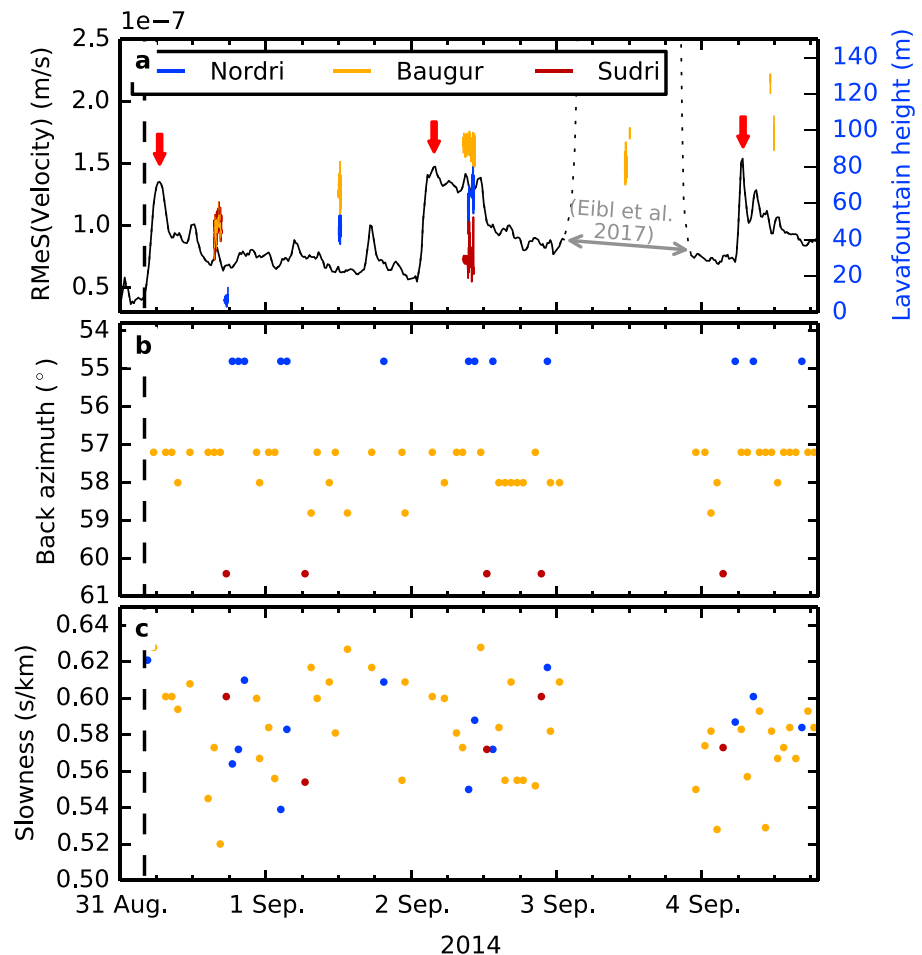 1e−7
a
Nordri
Baugur
Sudri
RMeS(Velocity) (m/s)
2.5
2.0
1.5
1.0
0.5
Lavafountain height (m)
140
120
100
80
60
40
20
0
(Eibl et al.
2017)
b
Back azimuth (°)
54
55
56
57
58
59
60
61
c
Slowness (s/km)
0.64
0.62
0.60
0.58
0.56
0.54
0.52
0.50
31 Aug.
1 Sep.
2 Sep.
3 Sep.
4 Sep.
2014